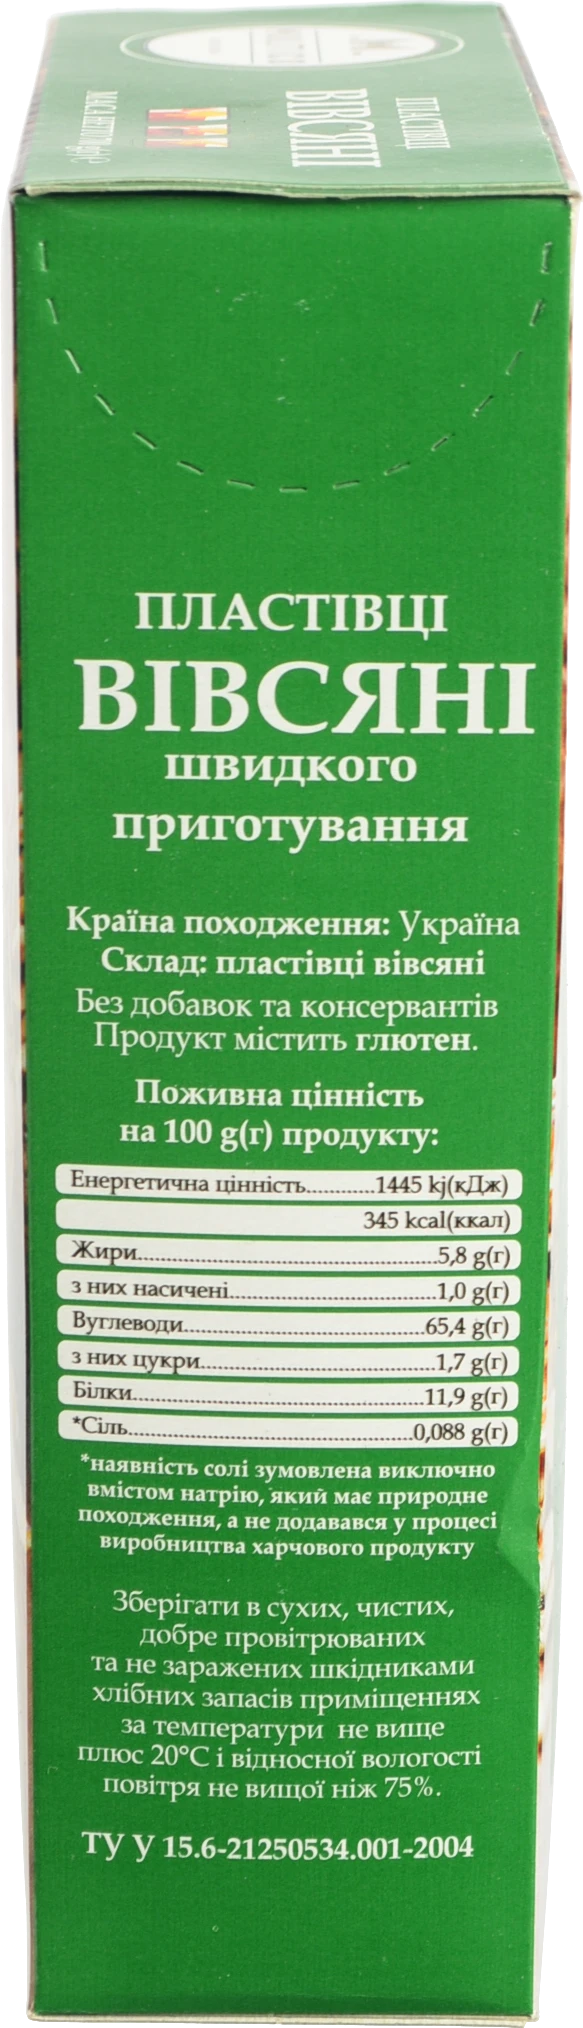 ПЛАСТІВЦІ
ВІВСЯНІ
ПЛАСТІВЦІ
ВІВСЯНІ
швидкого
приготування
Країна походження: Україна
Склад: пластівці вівсяні
Без добавок та консервантів
Продукт містить глютен.
Поживна цінність
на 100 g(г) продукту:
Енергетична цінність............1445 kj(кДж)
345 kcal(ккал)
Жири..........................................5,8 g(г)
з них насичені.............................1,0 g(г)
Вуглеводи..................................65,4 g(г)
з них цукри.................................1,7 g(г)
Білки.........................................11,9 g(г)
*Сіль........................................0,088 g(г)
*наявність солі зумовлена виключно
вмістом натрію, який має природне
походження, а не додавався у процесі
виробництва харчового продукту
Зберігати в сухих, чистих,
добре провітрюваних
та не заражених шкідниками
хлібних запасів приміщеннях
за температури не вище
плюс 20°С і відносної вологості
повітря не вищої ніж 75%.
ТУ У 15.6-21250534.001-2004